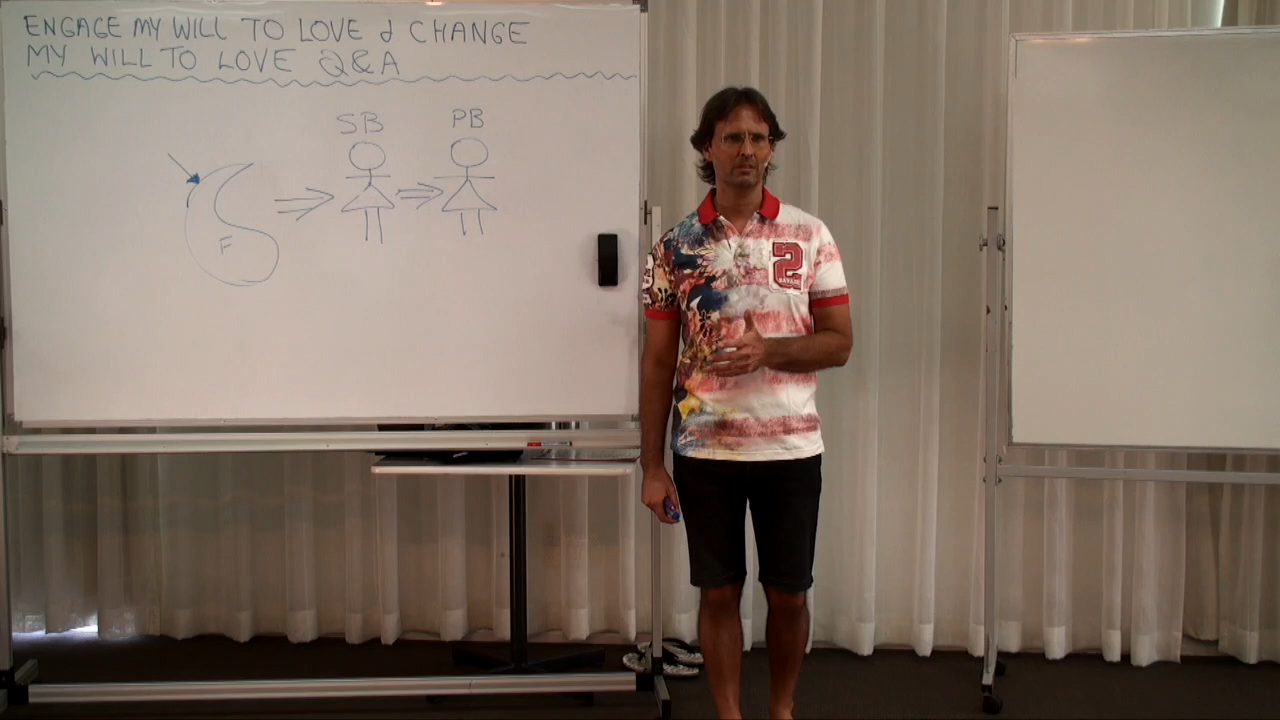 ENGAGE MY WILL TO LOVE & CHANGE
MY WILL TO LOVE Q&A
SB PB
F
2